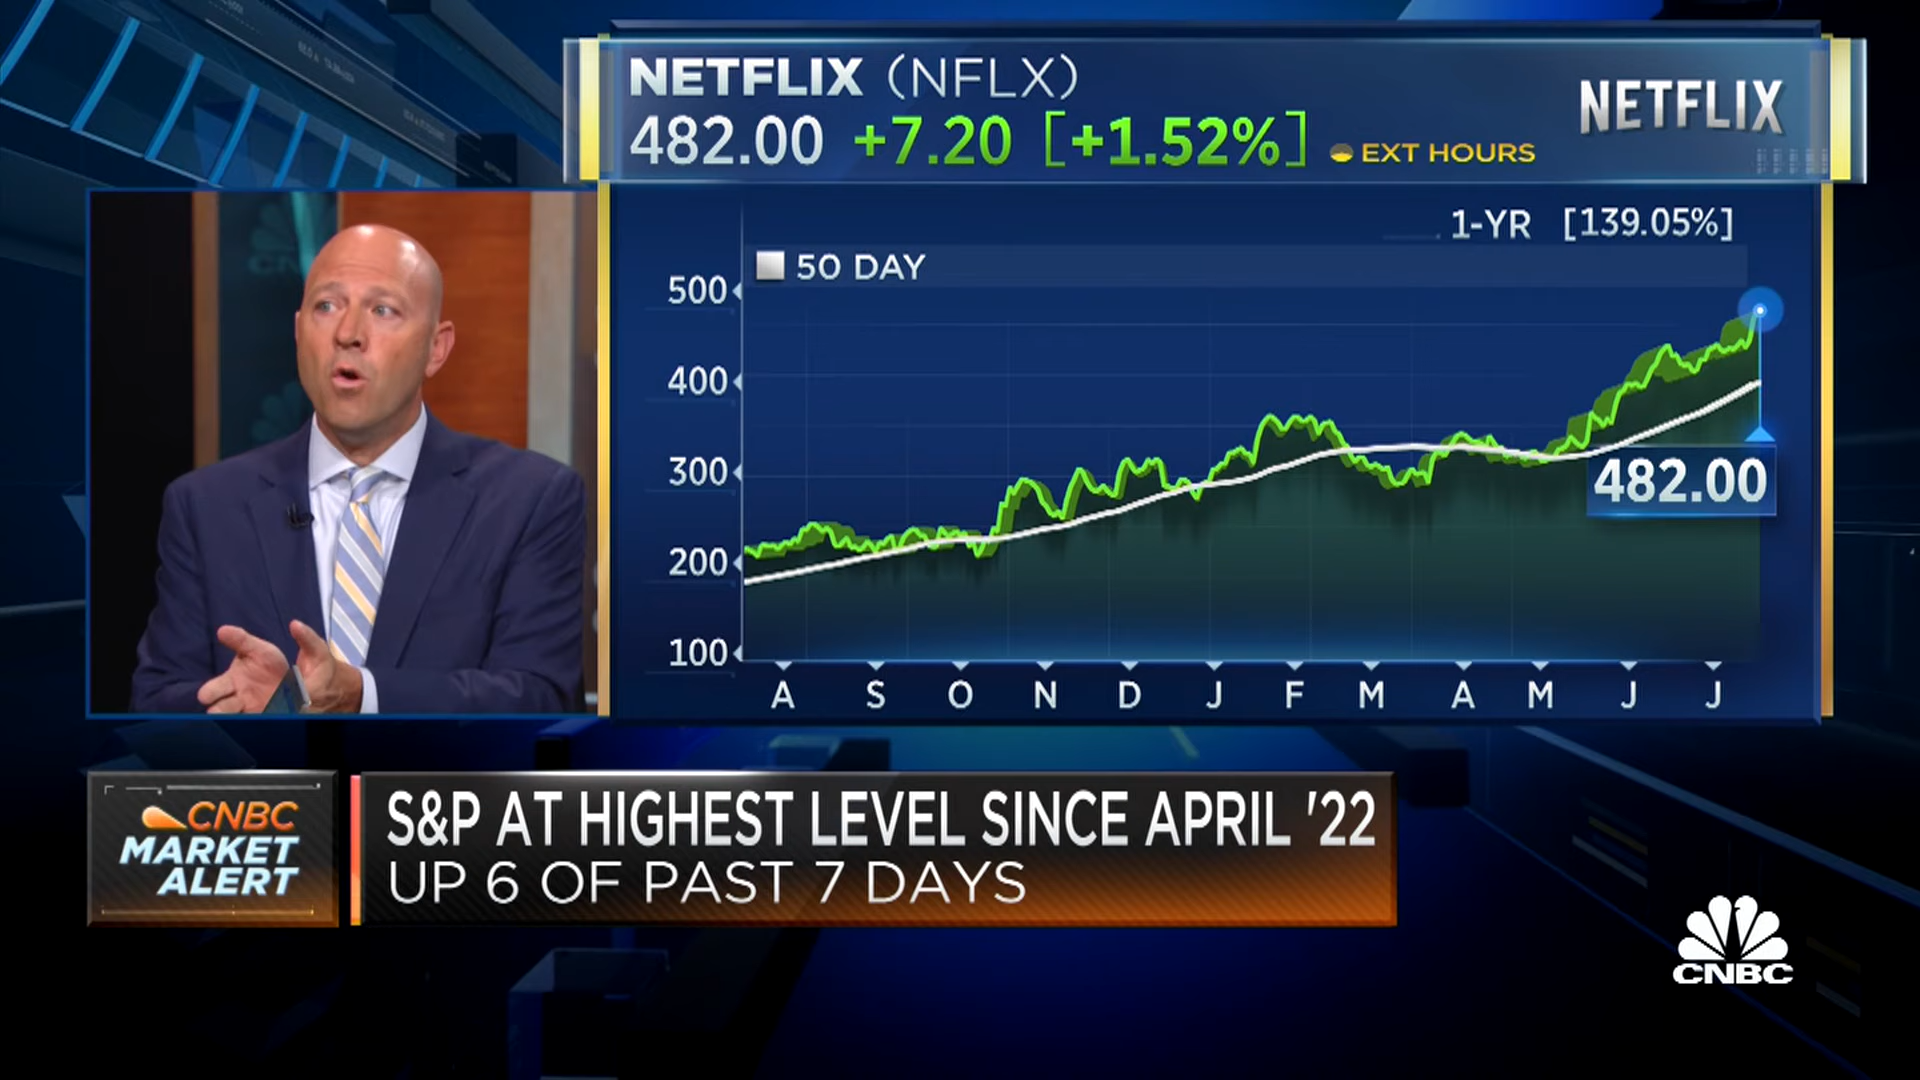 NETFLIX (NFLX)
482.00 +7.20 [+1.52%] EXT HOURS
NETFLIX
1-YR [139.05%]
50 DAY
500
400
300
200
100
482.00
A S O N D J F M A M J J
CNBC
MARKET
ALERT
S&P AT HIGHEST LEVEL SINCE APRIL '22
UP 6 OF PAST 7 DAYS
CNBC